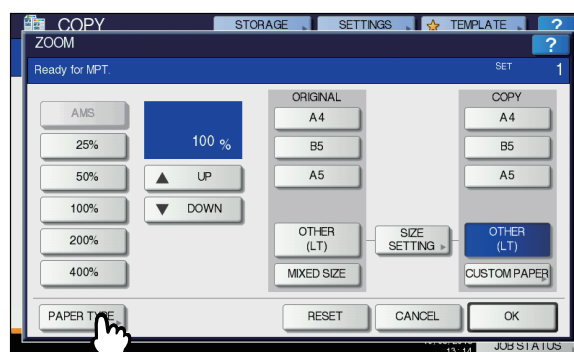 COPY STORAGE SETTINGS TEMPLATE ?
ZOOM ?
Ready for MPT. SET 1
ORIGINAL COPY
AMS A4 A4
25% 100 % B5 B5
50% UP A5 A5
100% DOWN
200% OTHER (LT) SIZE SETTING OTHER (LT)
400% MIXED SIZE CUSTOM PAPER
PAPER TYPE RESET CANCEL OK
13:14 JOB STATUS